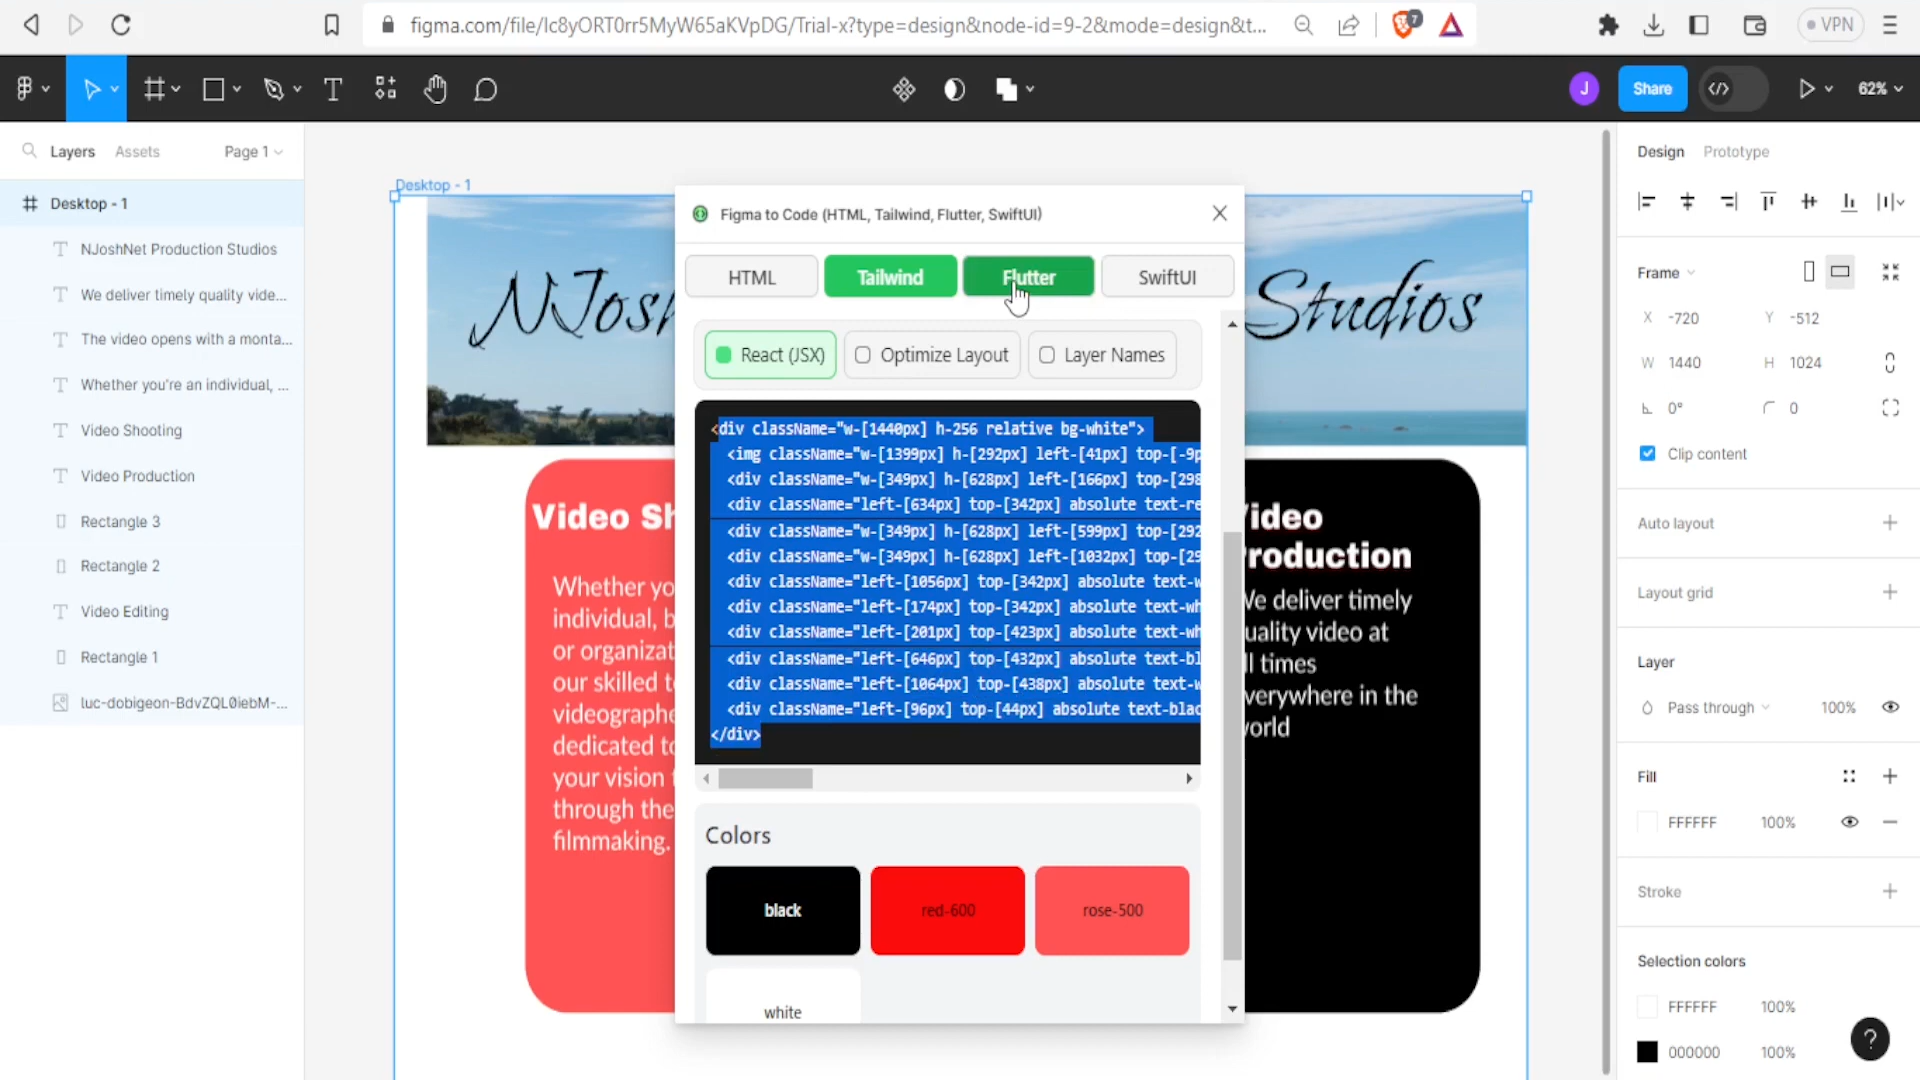 figma.com/file/lc8yORT0rr5MyW65aKVpDG/Trial-x?type=design&node-id=9-2&mode=design&t...
7
VPN
J
Share
62%
Layers
Assets
Page 1
Design
Prototype
Desktop - 1
NJoshNet Production Studios
We deliver timely quality vide...
The video opens with a monta...
Whether you're an individual, ...
Video Shooting
Video Production
Rectangle 3
Rectangle 2
Video Editing
Rectangle 1
luc-dobigeon-BdvZQL0iebM-...
Desktop - 1
NJosh
Studios
Video Sh
Whether yo
individual, b
or organizat
our skilled t
videographe
dedicated to
your vision t
through the
filmmaking.
Figma to Code (HTML, Tailwind, Flutter, SwiftUI)
HTML
Tailwind
Flutter
SwiftUI
React (JSX)
Optimize Layout
Layer Names
<div className="w-[1440px] h-256 relative bg-white">
<img className="w-[1399px] h-[292px] left-[41px] top-[-9p
<div className="w-[349px] h-[628px] left-[166px] top-[298
<div className="left-[634px] top-[342px] absolute text-re
<div className="w-[349px] h-[628px] left-[599px] top-[292
<div className="w-[349px] h-[628px] left-[1032px] top-[29
<div className="left-[1056px] top-[342px] absolute text-w
<div className="left-[174px] top-[342px] absolute text-wh
<div className="left-[201px] top-[423px] absolute text-wh
<div className="left-[646px] top-[432px] absolute text-bl
<div className="left-[1064px] top-[438px] absolute text-w
<div className="left-[96px] top-[44px] absolute text-blac
</div>
Colors
black
red-600
rose-500
white
ideo
roduction
We deliver timely
uality video at
ll times
verywhere in the
orld
Frame
X -720
Y -512
W 1440
H 1024
0°
0
Clip content
Auto layout
Layout grid
Layer
Pass through
100%
Fill
FFFFFF
100%
Stroke
Selection colors
FFFFFF
100%
000000
100%
?